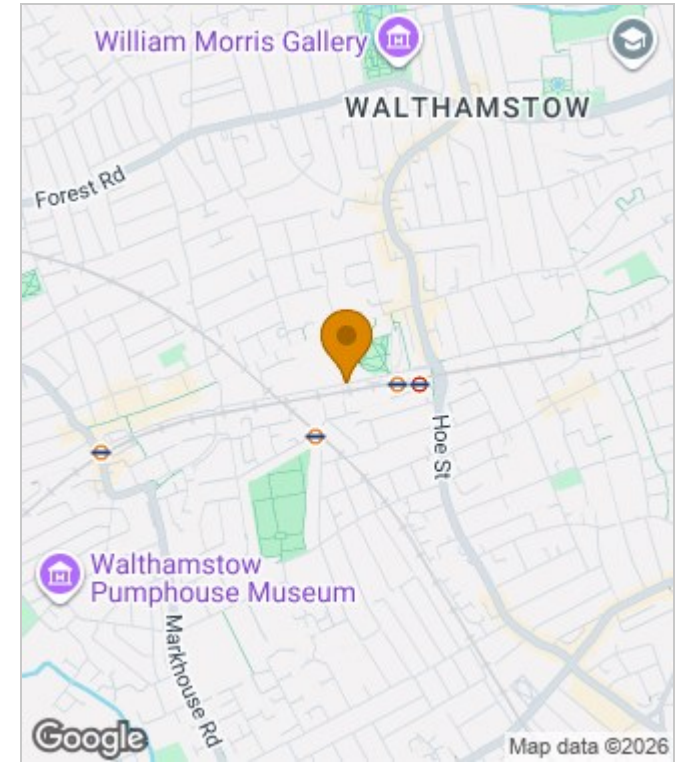 William Morris Gallery
WALTHAMSTOW
Forest Rd
Hoe St
Walthamstow
Pumphouse Museum
Markhouse Rd
Google
Map data ©2026